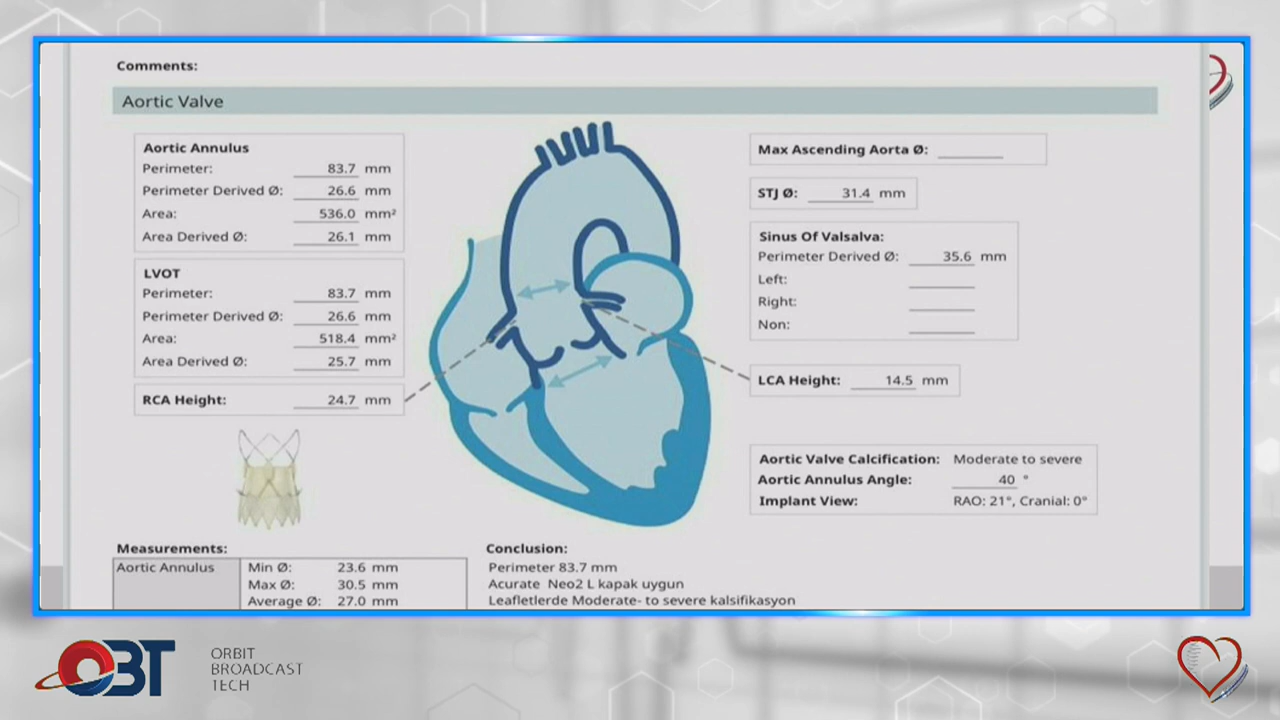 Comments:
Aortic Valve
Aortic Annulus
Perimeter: 83.7 mm
Perimeter Derived Ø: 26.6 mm
Area: 536.0 mm²
Area Derived Ø: 26.1 mm
LVOT
Perimeter: 83.7 mm
Perimeter Derived Ø: 26.6 mm
Area: 518.4 mm²
Area Derived Ø: 25.7 mm
RCA Height: 24.7 mm
Max Ascending Aorta Ø:
STJ Ø: 31.4 mm
Sinus Of Valsalva:
Perimeter Derived Ø: 35.6 mm
Left:
Right:
Non:
LCA Height: 14.5 mm
Aortic Valve Calcification: Moderate to severe
Aortic Annulus Angle: 40 °
Implant View: RAO: 21°, Cranial: 0°
Measurements:
Aortic Annulus
Min Ø: 23.6 mm
Max Ø: 30.5 mm
Average Ø: 27.0 mm
Conclusion:
Perimeter 83.7 mm
Acurate Neo2 L kapak uygun
Leafletlerde Moderate- to severe kalsifikasyon
OBT
ORBIT
BROADCAST
TECH